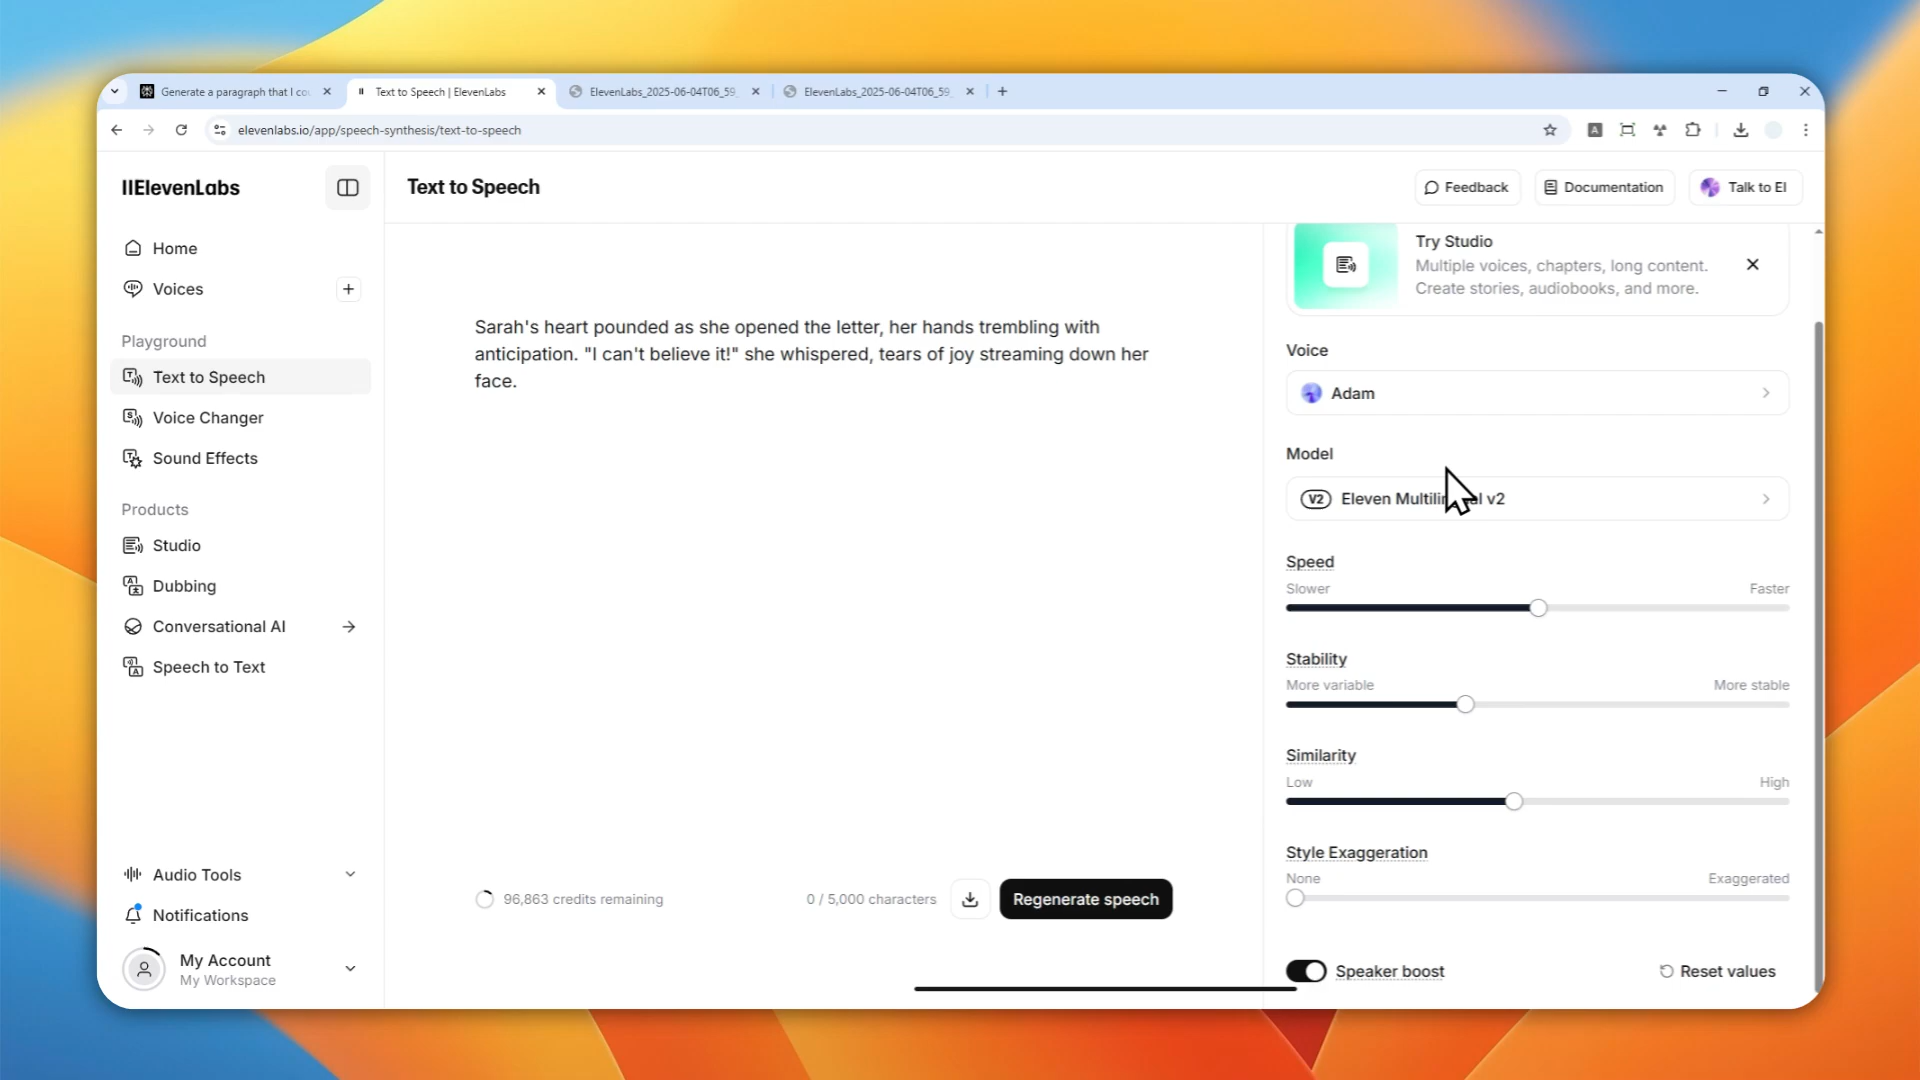 Generate a paragraph that I cou
Text to Speech | ElevenLabs
ElevenLabs_2025-06-04T06_59_
ElevenLabs_2025-06-04T06_59_
elevenlabs.io/app/speech-synthesis/text-to-speech
IIElevenLabs
Text to Speech
Feedback
Documentation
Talk to EI
Home
Voices
Playground
Text to Speech
Voice Changer
Sound Effects
Products
Studio
Dubbing
Conversational AI
Speech to Text
Audio Tools
Notifications
My Account
My Workspace
Sarah's heart pounded as she opened the letter, her hands trembling with
anticipation. "I can't believe it!" she whispered, tears of joy streaming down her
face.
96,863 credits remaining
0 / 5,000 characters
Regenerate speech
Try Studio
Multiple voices, chapters, long content.
Create stories, audiobooks, and more.
Voice
Adam
Model
V2 Eleven v2
Speed
Slower Faster
Stability
More variable More stable
Similarity
Low High
Style Exaggeration
None Exaggerated
Speaker boost
Reset values